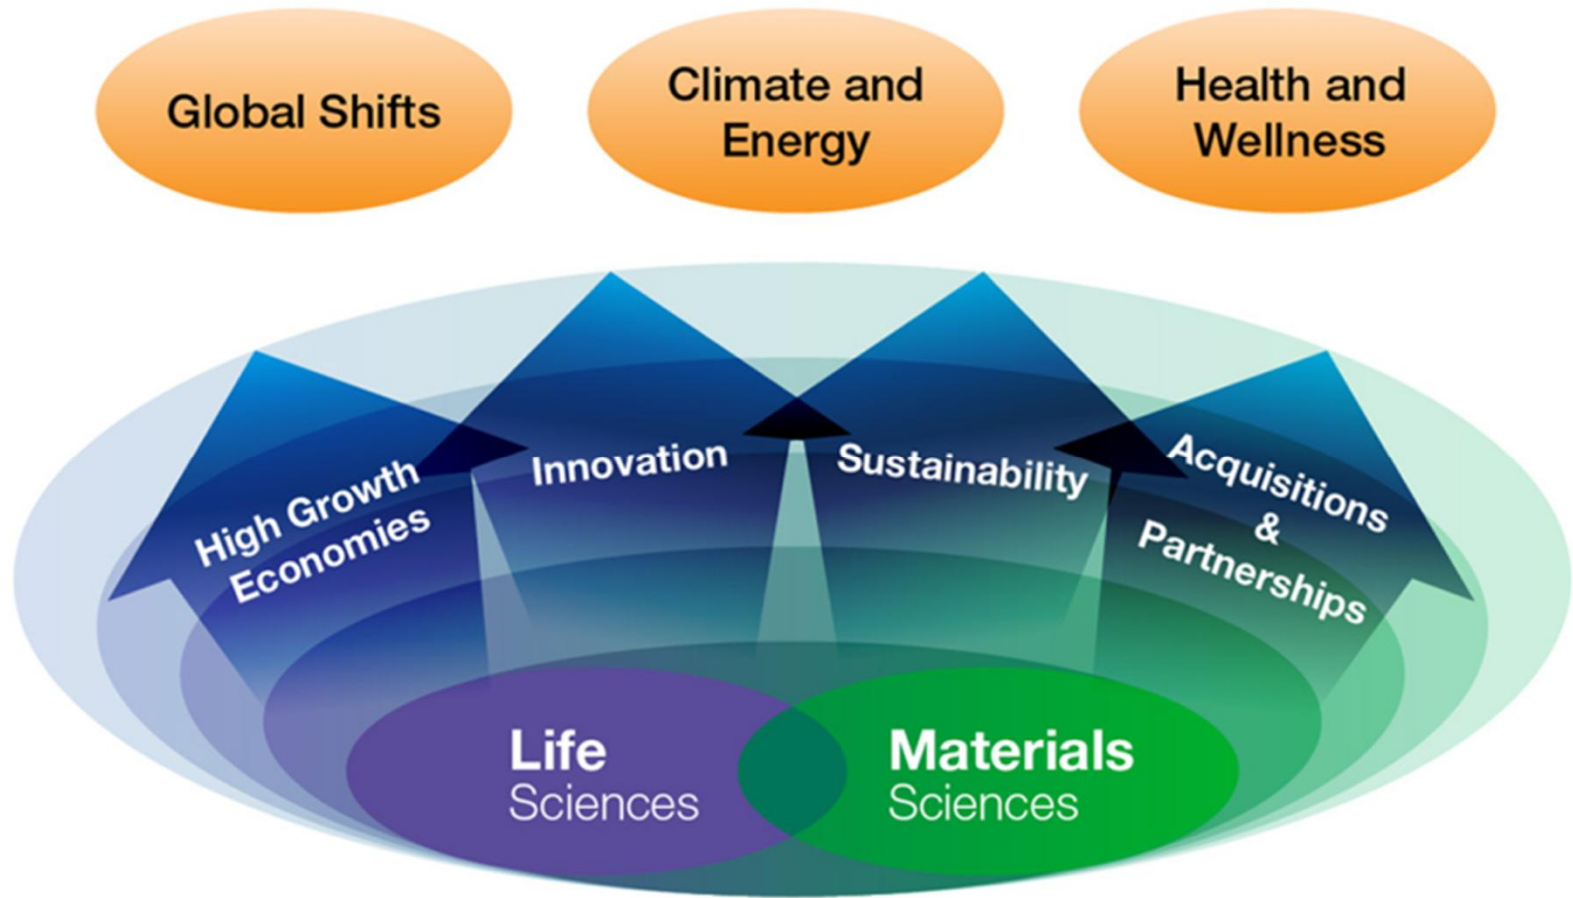 Global Shifts
Climate and
Energy
Health and
Wellness
High Growth
Economies
Innovation
Sustainability
Acquisitions
&
Partnerships
Life
Sciences
Materials
Sciences